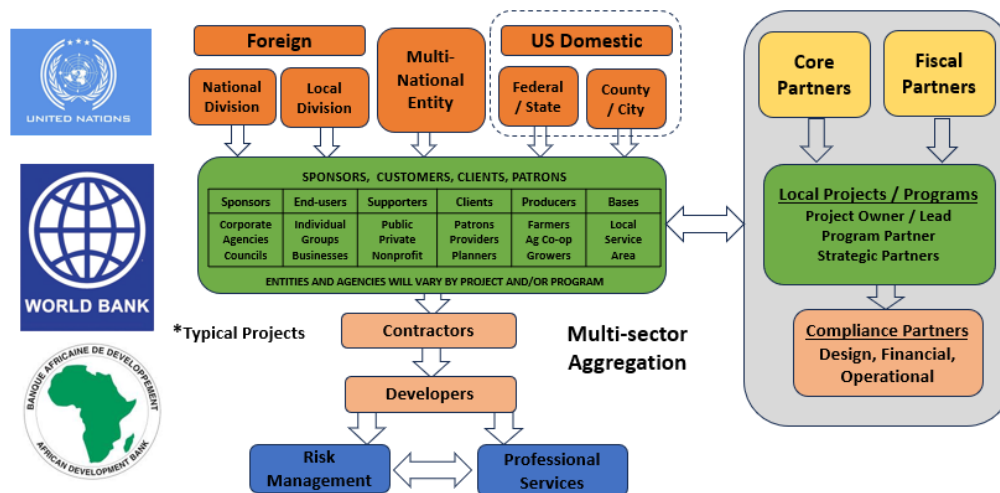 UNITED NATIONS
WORLD BANK
BANQUE AFRICAINE DE DEVELOPPEMENT
AFRICAN DEVELOPMENT BANK
Foreign
National
Division
Local
Division
Multi-
National
Entity
US Domestic
Federal
/ State
County
/ City
SPONSORS, CUSTOMERS, CLIENTS, PATRONS
Sponsors End-users Supporters Clients Producers Bases
Corporate Individual Public Patrons Farmers Local
Agencies Groups Private Providers Ag Co-op Service
Councils Businesses Nonprofit Planners Growers Area
ENTITIES AND AGENCIES WILL VARY BY PROJECT AND/OR PROGRAM
*Typical Projects
Contractors
Developers
Multi-sector
Aggregation
Risk
Management
Professional
Services
Core
Partners
Fiscal
Partners
Local Projects / Programs
Project Owner / Lead
Program Partner
Strategic Partners
Compliance Partners
Design, Financial,
Operational